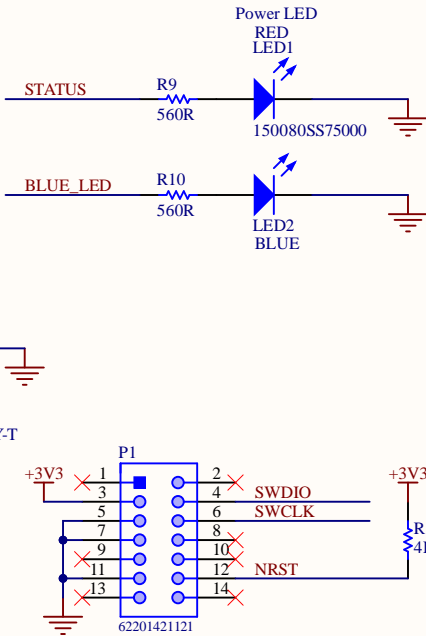 Power LED
RED
LED1
STATUS
R9
560R
150080SS75000
BLUE_LED
R10
560R
LED2
BLUE
-T
P1
+3V3
+3V3
1
2
3
4
SWDIO
5
6
SWCLK
7
8
9
10
11
12
NRST
13
14
62201421121